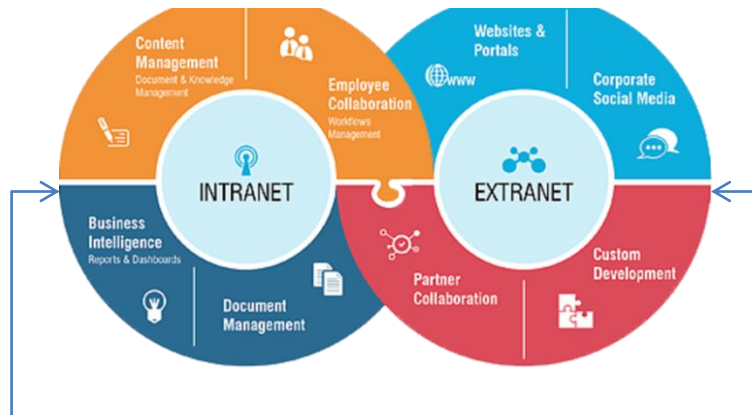 Content
Management
Document & Knowledge
Management
Employee
Collaboration
Workflows
Management
Websites &
Portals
www
Corporate
Social Media
INTRANET
EXTRANET
Business
Intelligence
Reports & Dashboards
Document
Management
Partner
Collaboration
Custom
Development